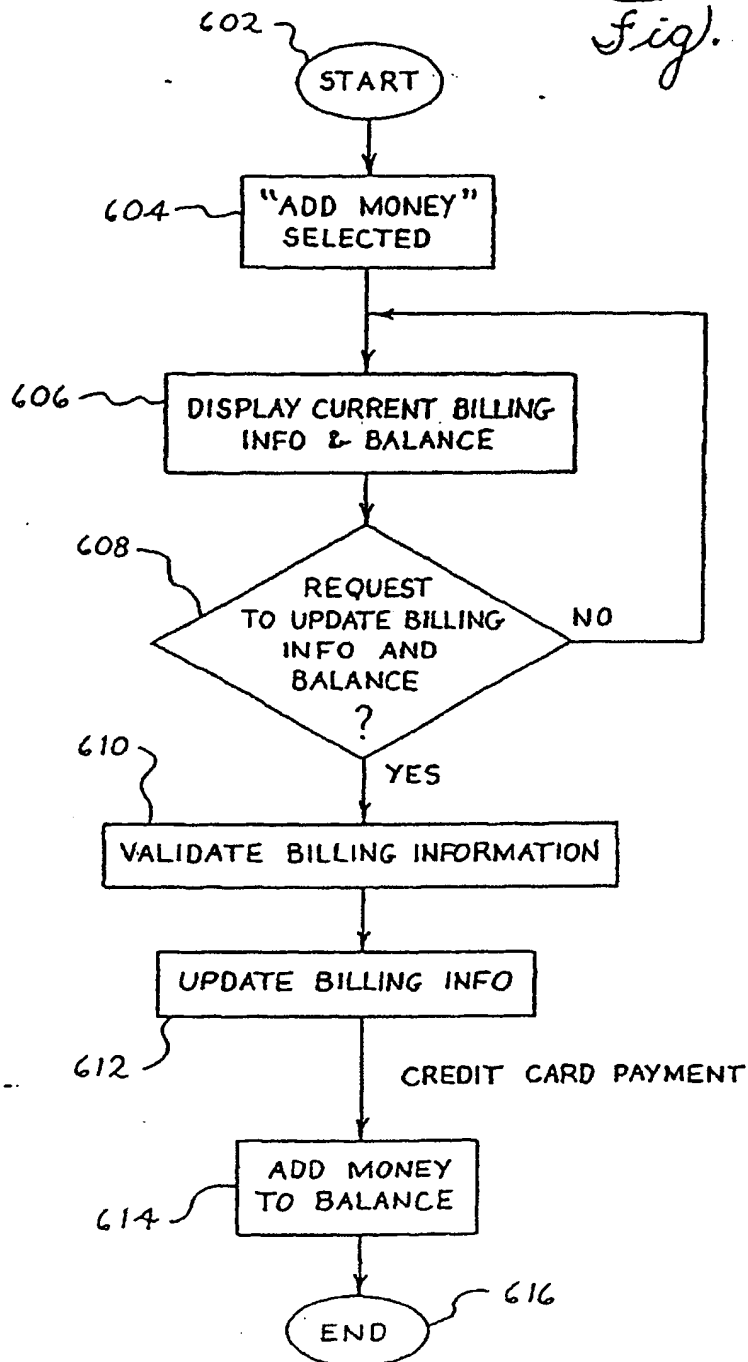 602
Fig.
START
604
"ADD MONEY"
SELECTED
606
DISPLAY CURRENT BILLING
INFO & BALANCE
608
REQUEST
TO UPDATE BILLING
INFO AND
BALANCE
?
NO
610
YES
VALIDATE BILLING INFORMATION
UPDATE BILLING INFO
612
CREDIT CARD PAYMENT
ADD MONEY
TO BALANCE
614
616
END